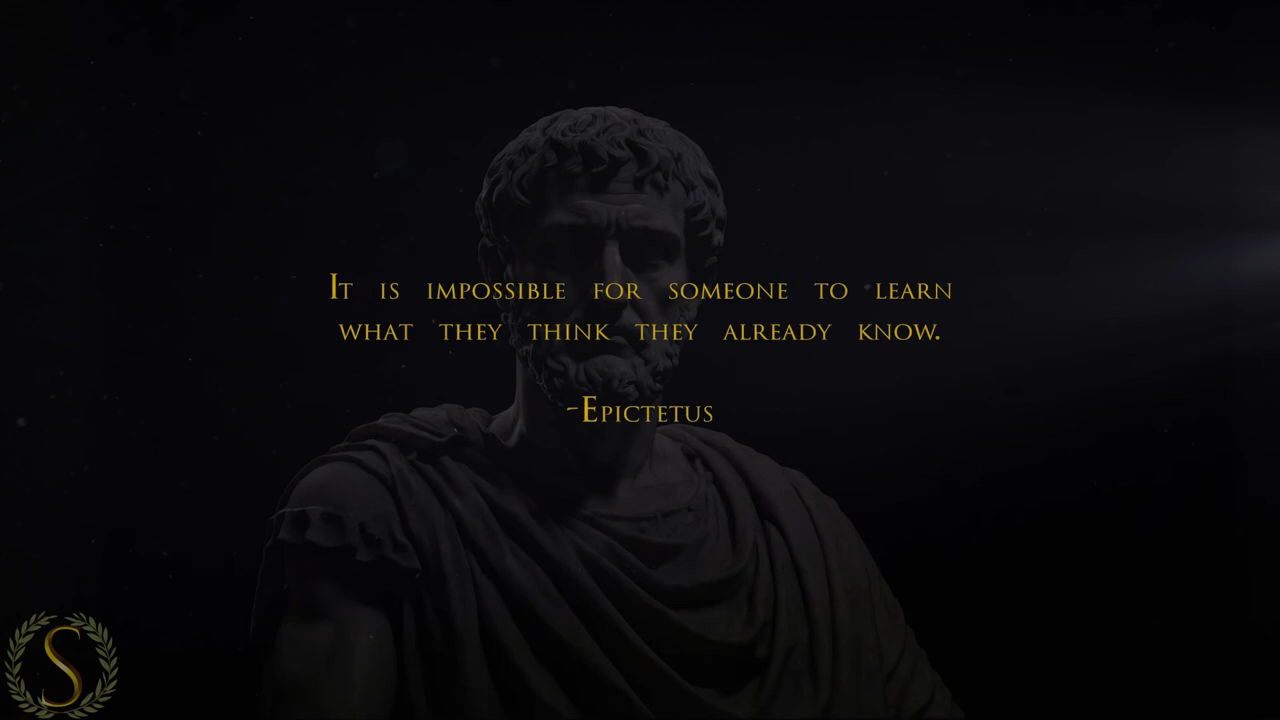 It is impossible for someone to learn
what they think they already know.
-Epictetus
S